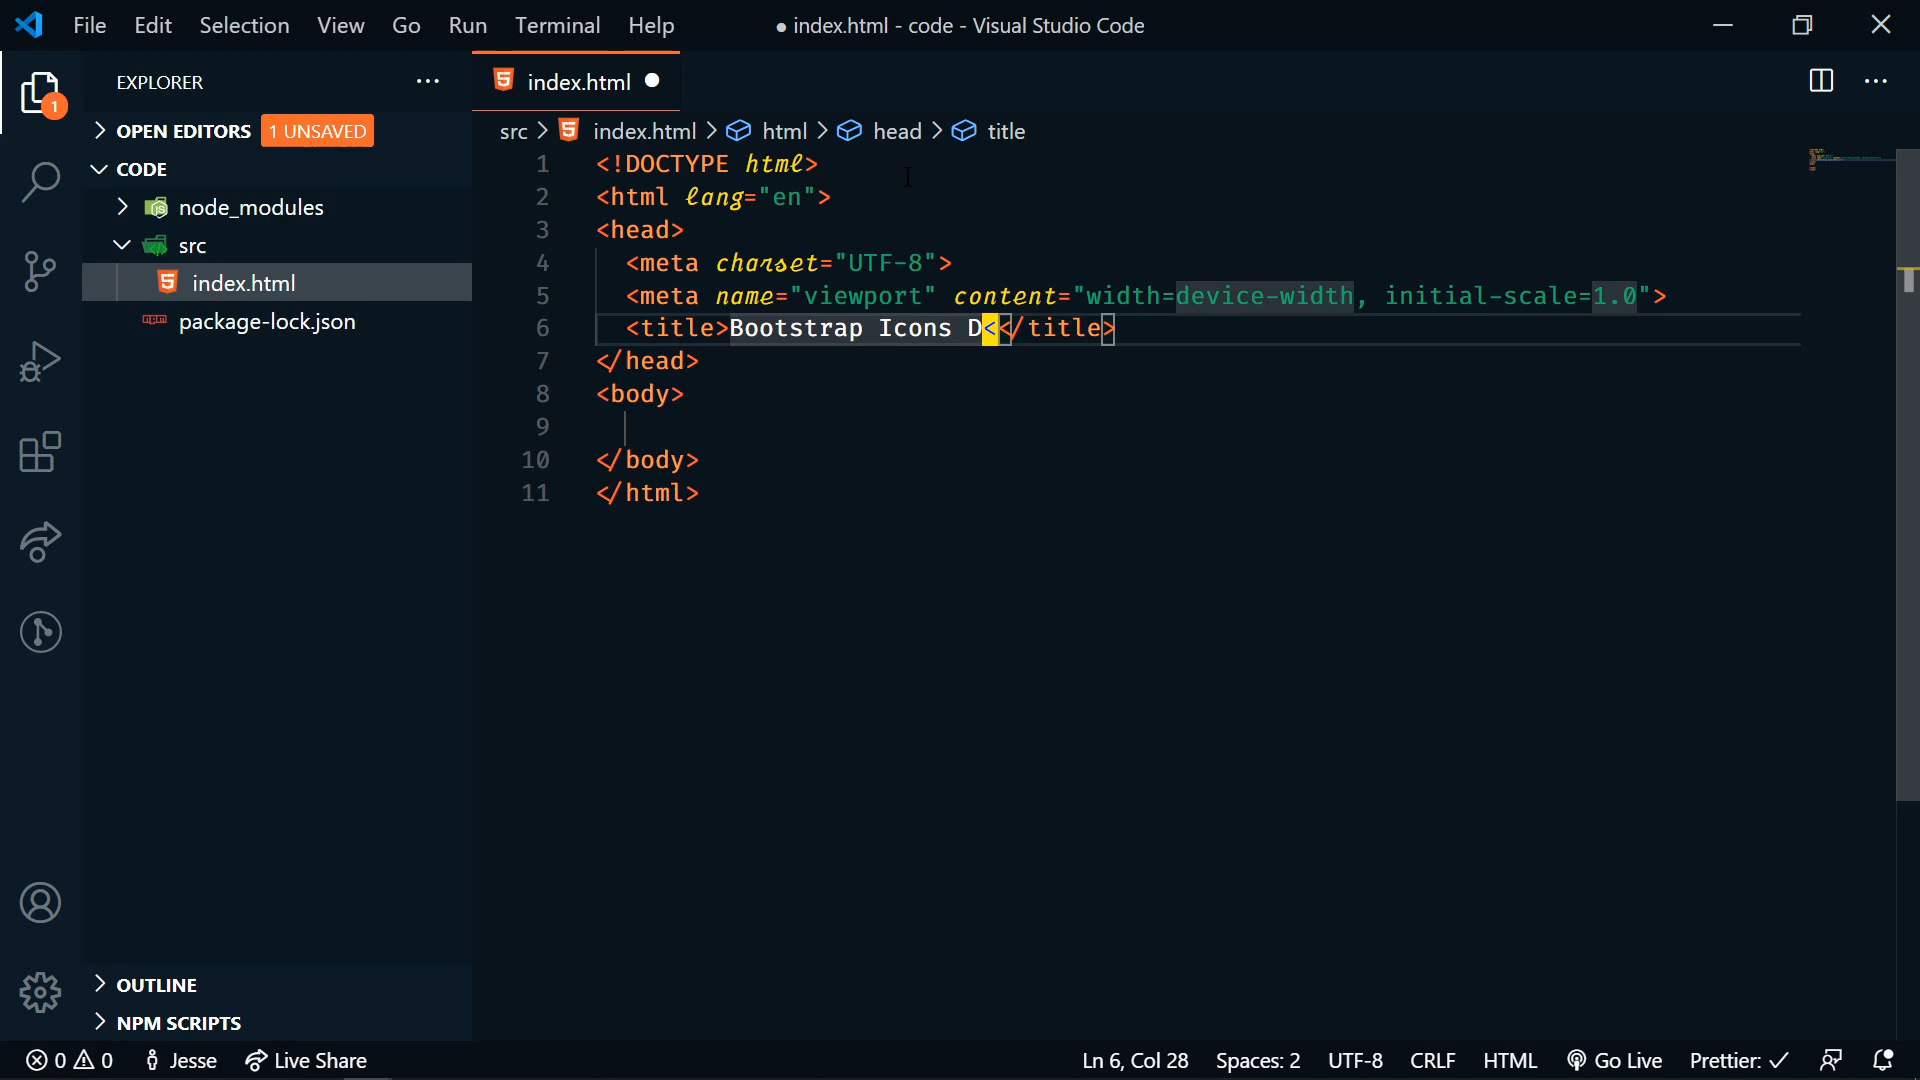 File Edit Selection View Go Run Terminal Help
● index.html - code - Visual Studio Code
EXPLORER
1
OPEN EDITORS 1 UNSAVED
CODE
node_modules
src
index.html
package-lock.json
OUTLINE
NPM SCRIPTS
index.html
src > index.html > html > head > title
1 <!DOCTYPE html>
2 <html lang="en">
3 <head>
4 <meta charset="UTF-8">
5 <meta name="viewport" content="width=device-width, initial-scale=1.0">
6 <title>Bootstrap Icons D</title>
7 </head>
8 <body>
9
10 </body>
11 </html>
0 0 Jesse Live Share
Ln 6, Col 28 Spaces: 2 UTF-8 CRLF HTML Go Live Prettier: ✓